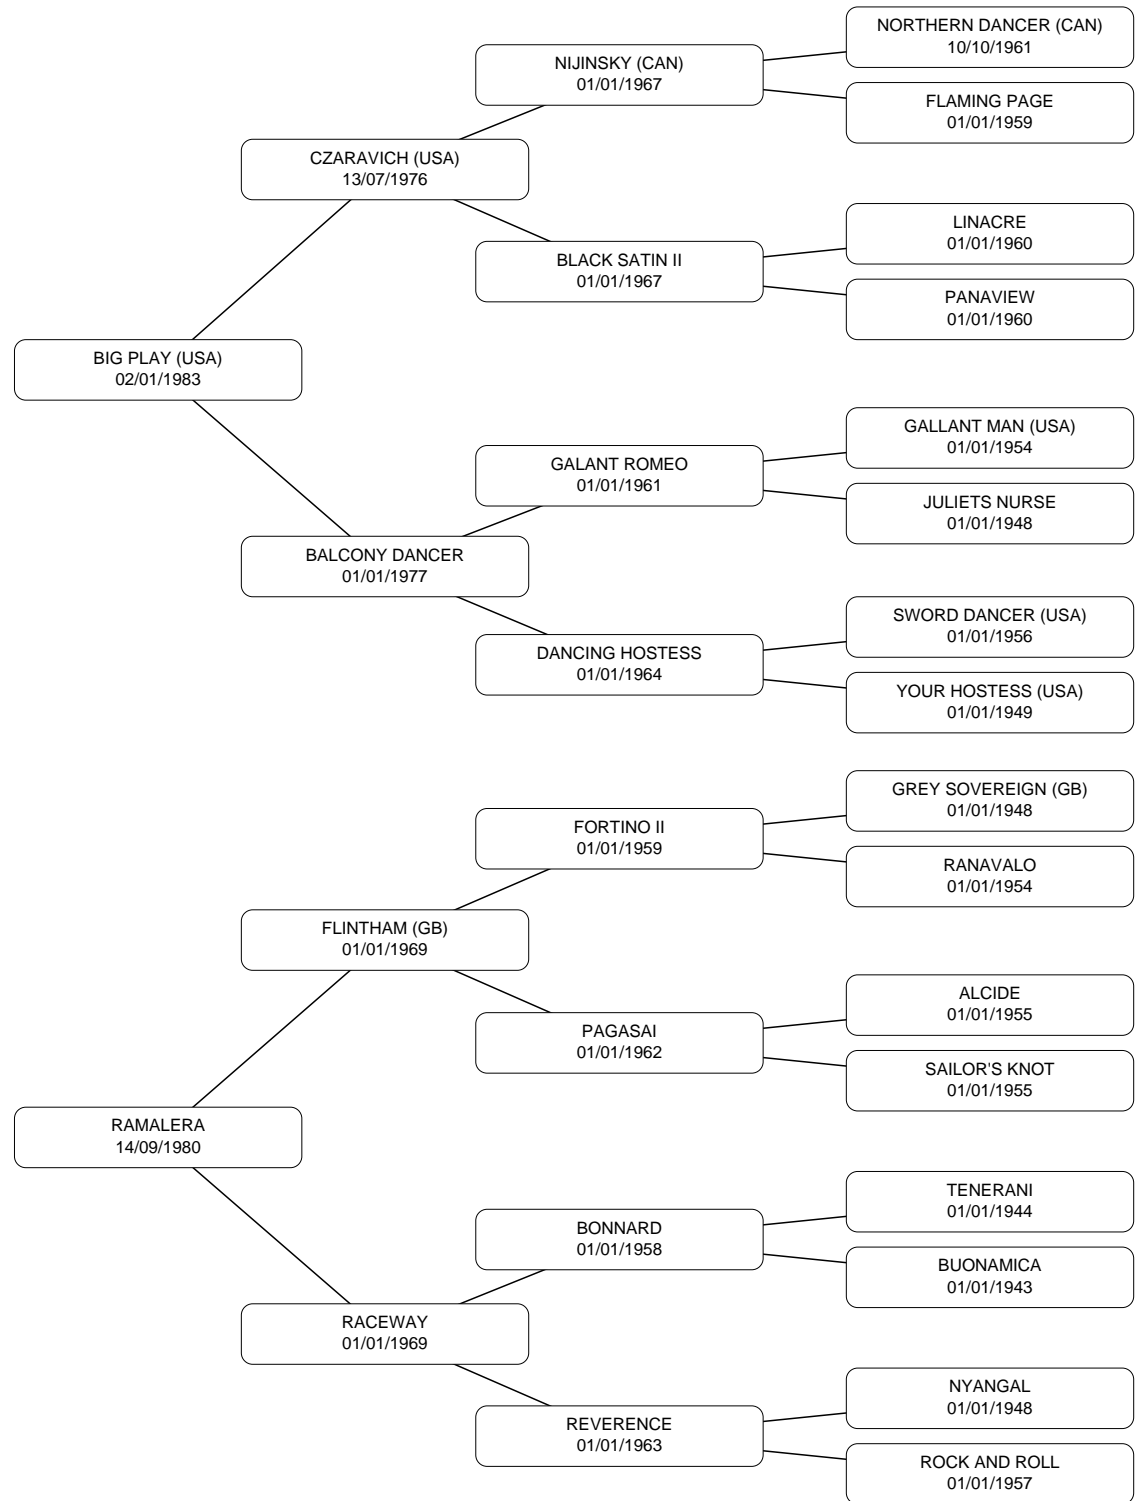 NORTHERN DANCER (CAN)
10/10/1961
NIJINSKY (CAN)
01/01/1967
FLAMING PAGE
01/01/1959
CZARAVICH (USA)
13/07/1976
LINACRE
01/01/1960
BLACK SATIN II
01/01/1967
PANAVIEW
01/01/1960
BIG PLAY (USA)
02/01/1983
GALLANT MAN (USA)
01/01/1954
GALANT ROMEO
01/01/1961
JULIETS NURSE
01/01/1948
BALCONY DANCER
01/01/1977
SWORD DANCER (USA)
01/01/1956
DANCING HOSTESS
01/01/1964
YOUR HOSTESS (USA)
01/01/1949
GREY SOVEREIGN (GB)
01/01/1948
FORTINO II
01/01/1959
RANAVALO
01/01/1954
FLINTHAM (GB)
01/01/1969
ALCIDE
01/01/1955
PAGASAI
01/01/1962
SAILOR'S KNOT
01/01/1955
RAMALERA
14/09/1980
TENERANI
01/01/1944
BONNARD
01/01/1958
BUONAMICA
01/01/1943
RACEWAY
01/01/1969
NYANGAL
01/01/1948
REVERENCE
01/01/1963
ROCK AND ROLL
01/01/1957